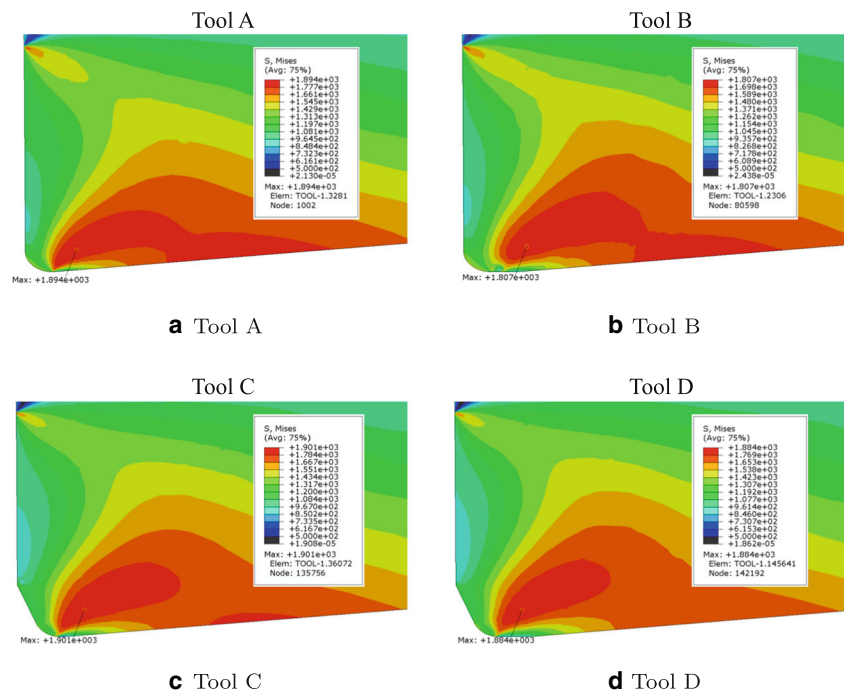 Tool A
S, Mises
(Avg: 75%)
+1.894e+03
+1.777e+03
+1.661e+03
+1.545e+03
+1.429e+03
+1.313e+03
+1.197e+03
+1.081e+03
+9.645e+02
+8.484e+02
+7.323e+02
+6.161e+02
+5.000e+02
+2.130e-05
Max: +1.894e+03
Elem: TOOL-1.3281
Node: 1002
Max: +1.894e+003
a Tool A
Tool B
S, Mises
(Avg: 75%)
+1.807e+03
+1.698e+03
+1.589e+03
+1.480e+03
+1.371e+03
+1.262e+03
+1.154e+03
+1.045e+03
+9.357e+02
+8.268e+02
+7.178e+02
+6.089e+02
+5.000e+02
+2.438e-05
Max: +1.807e+03
Elem: TOOL-1.2306
Node: 80598
Max: +1.807e+003
b Tool B
Tool C
S, Mises
(Avg: 75%)
+1.901e+03
+1.784e+03
+1.667e+03
+1.551e+03
+1.434e+03
+1.317e+03
+1.200e+03
+1.084e+03
+9.670e+02
+8.502e+02
+7.335e+02
+6.167e+02
+5.000e+02
+1.908e-05
Max: +1.901e+03
Elem: TOOL-1.36072
Node: 135756
Max: +1.901e+003
c Tool C
Tool D
S, Mises
(Avg: 75%)
+1.884e+03
+1.769e+03
+1.653e+03
+1.538e+03
+1.423e+03
+1.307e+03
+1.192e+03
+1.077e+03
+9.614e+02
+8.460e+02
+7.307e+02
+6.153e+02
+5.000e+02
+1.862e-05
Max: +1.884e+03
Elem: TOOL-1.145641
Node: 142192
Max: +1.884e+003
d Tool D